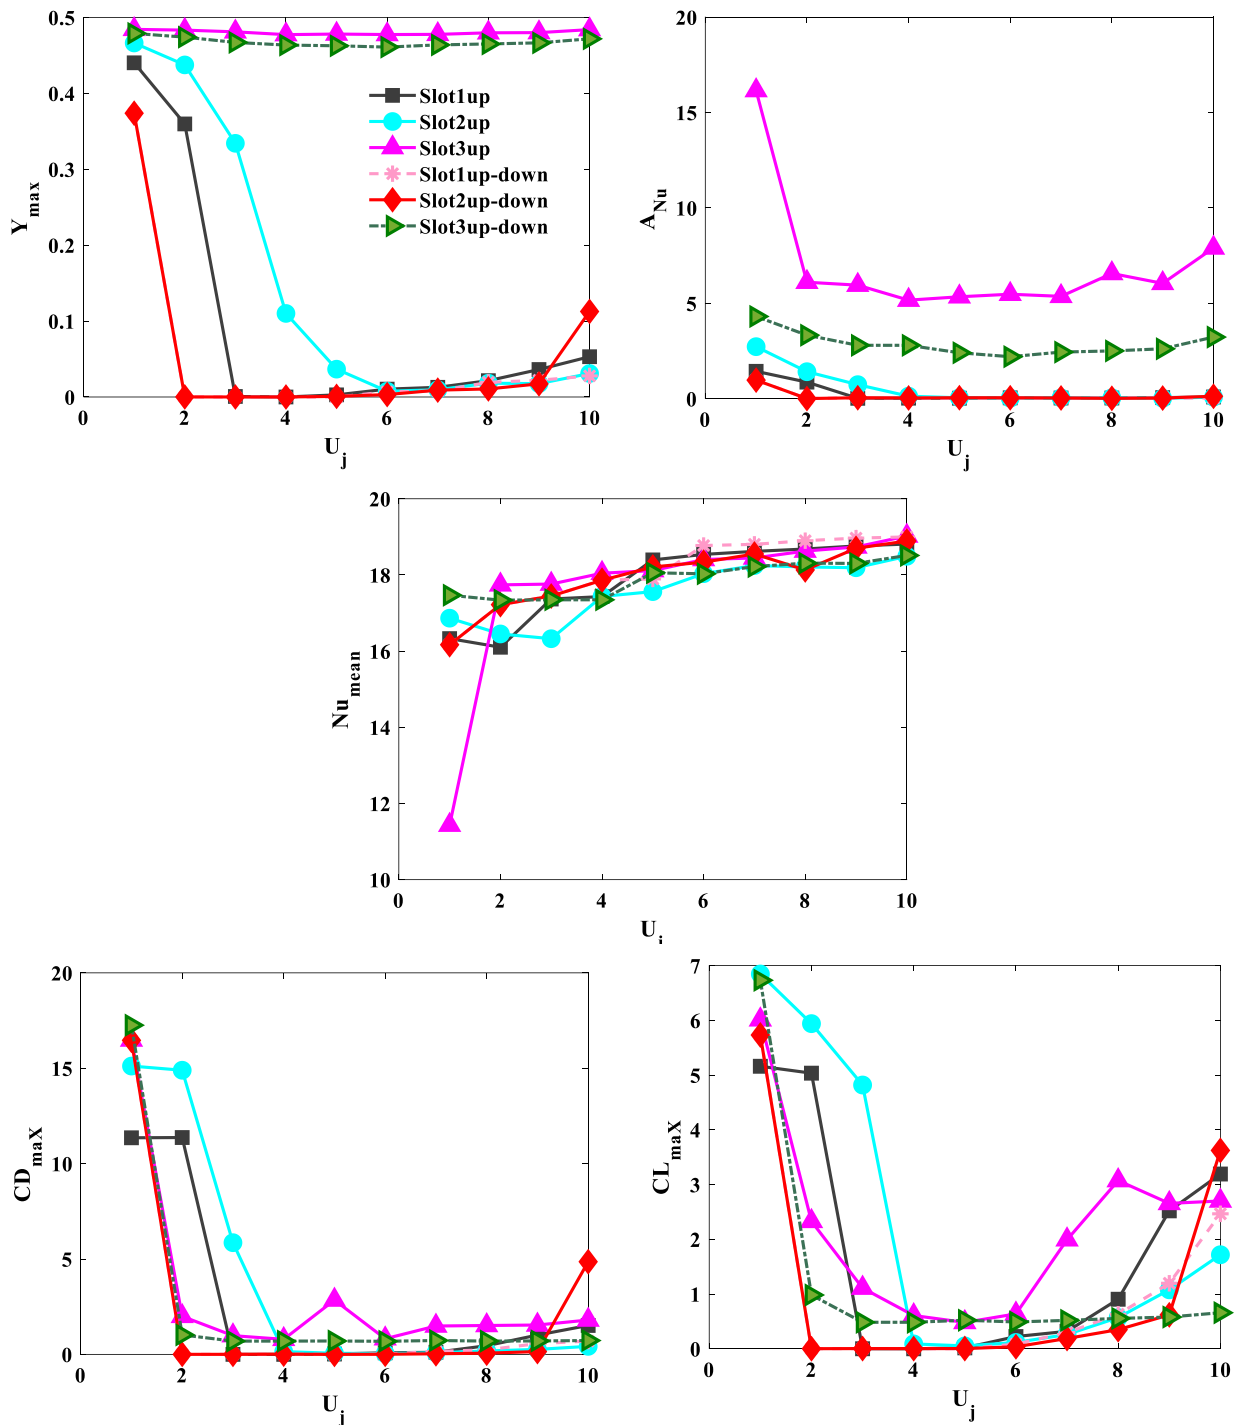 0.5
0.4
0.3
0.2
0.1
0
Y max
0 2 4 6 8 10
U j
Slot1up
Slot2up
Slot3up
Slot1up-down
Slot2up-down
Slot3up-down
20
15
10
5
0
A Nu
0 2 4 6 8 10
U j
20
18
16
14
12
10
Nu mean
0 2 4 6 8 10
U j
20
15
10
5
0
CD maX
0 2 4 6 8 10
U j
7
6
5
4
3
2
1
0
CL maX
0 2 4 6 8 10
U j